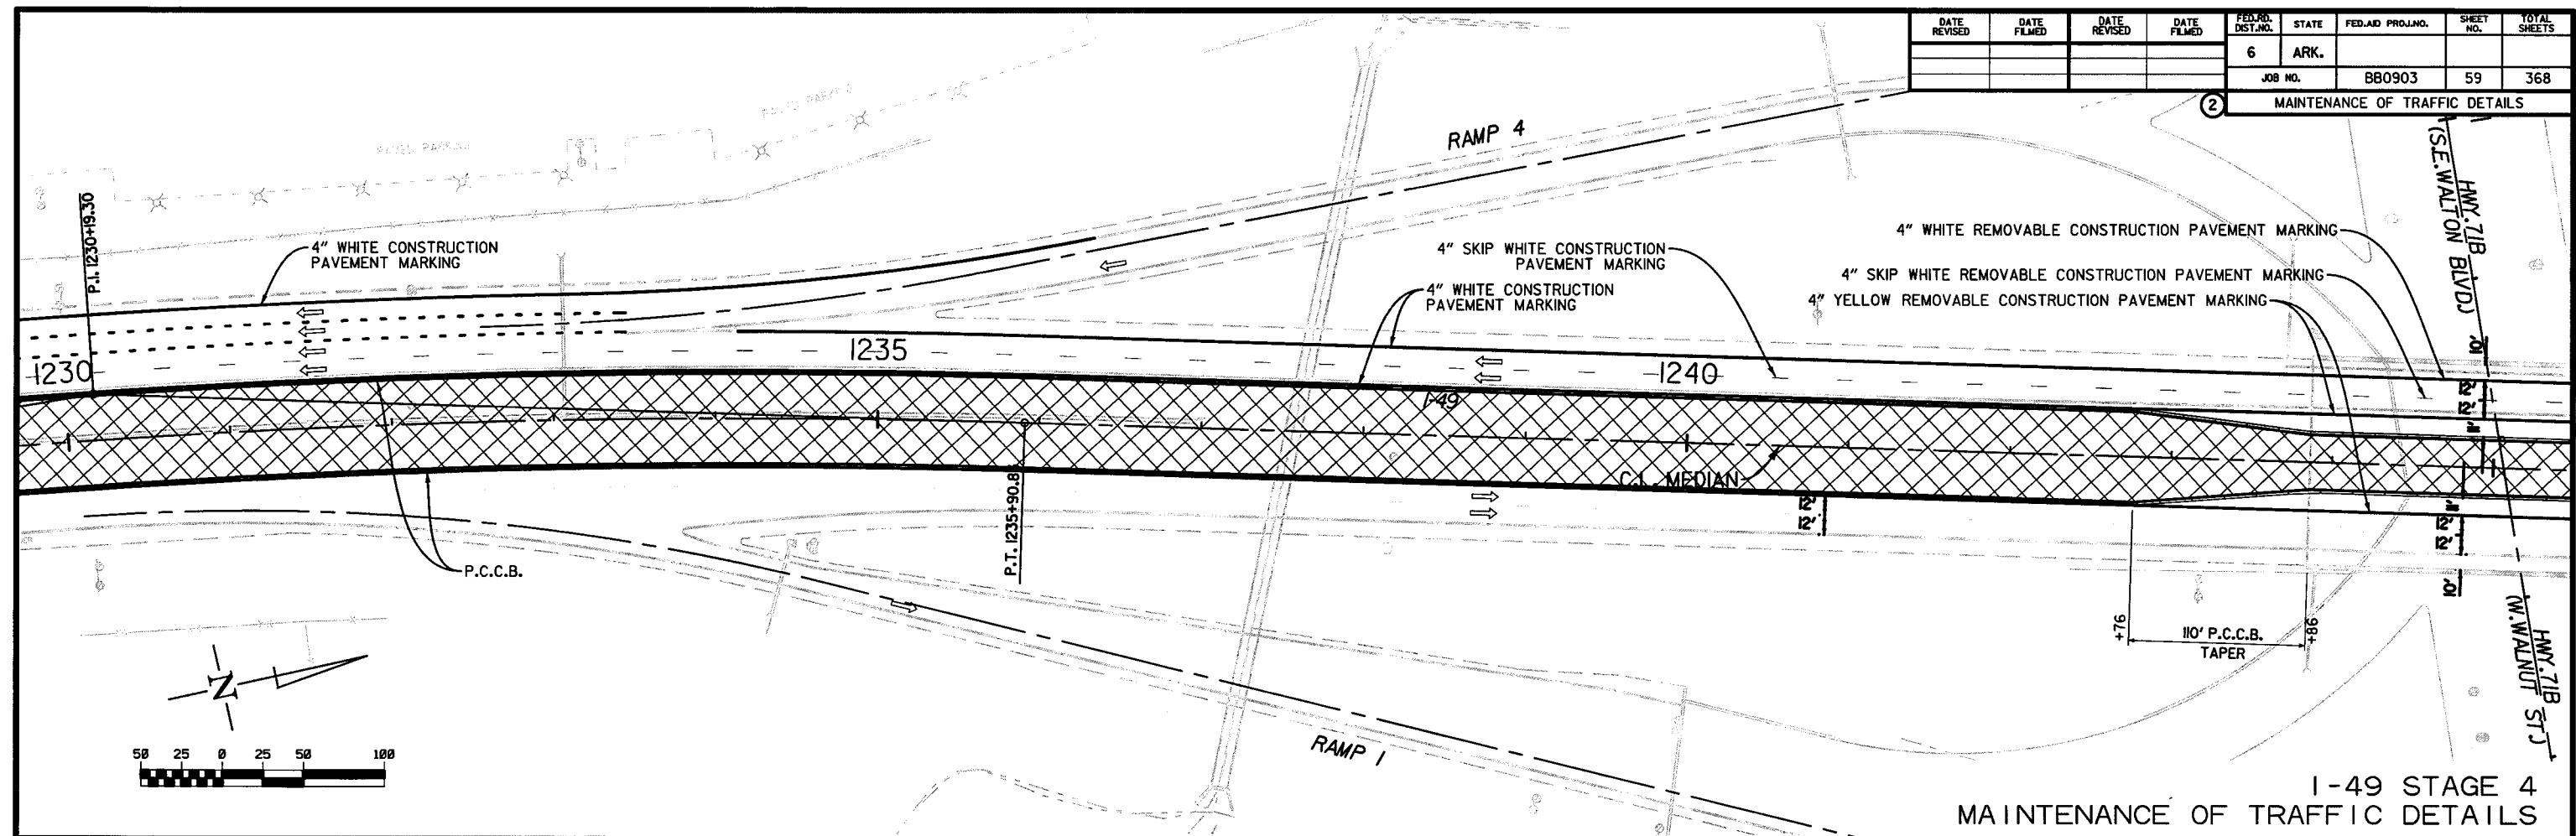 DATE REVISED
DATE FILMED
DATE REVISED
DATE FILMED
FED.RD. DIST.NO.
STATE
FED.AID PROJ.NO.
SHEET NO.
TOTAL SHEETS
6
ARK.
JOB NO.
BB0903
59
368
2
MAINTENANCE OF TRAFFIC DETAILS
PAVED PARKING
PAVED PARKING
RAMP 4
HWY. 71B
(S.E. WALTON BLVD.)
P.I. 1230+19.30
4" WHITE CONSTRUCTION
PAVEMENT MARKING
4" SKIP WHITE CONSTRUCTION
PAVEMENT MARKING
4" WHITE CONSTRUCTION
PAVEMENT MARKING
4" WHITE REMOVABLE CONSTRUCTION PAVEMENT MARKING
4" SKIP WHITE REMOVABLE CONSTRUCTION PAVEMENT MARKING
4" YELLOW REMOVABLE CONSTRUCTION PAVEMENT MARKING
1230
1235
1240
I-49
10'
12'
12'
11'
C.L. MEDIAN
12'
12'
11'
12'
12'
10'
P.T. 1235+90.8
P.C.C.B.
+76
110' P.C.C.B.
TAPER
+86
HWY. 71B
(W. WALNUT ST.)
RAMP 1
N
50 25 0 25 50 100
I-49 STAGE 4
MAINTENANCE OF TRAFFIC DETAILS